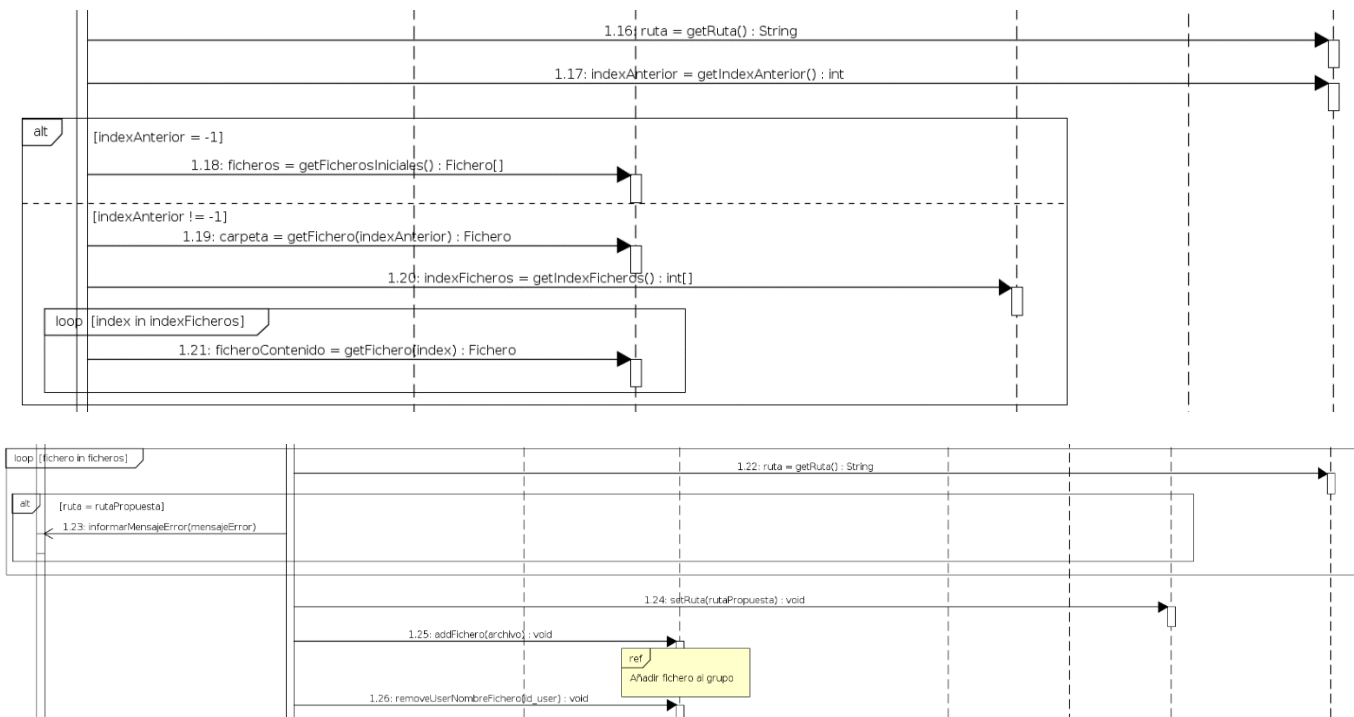 1.16: ruta = getRuta() : String
1.17: indexAnterior = getIndexAnterior() : int
alt
[indexAnterior = -1]
1.18: ficheros = getFicherosIniciales() : Fichero[]
[indexAnterior != -1]
1.19: carpeta = getFichero(indexAnterior) : Fichero
1.20: indexFicheros = getIndexFicheros() : int[]
loop [index in indexFicheros]
1.21: ficheroContenido = getFichero(index) : Fichero
loop [fichero in ficheros]
1.22: ruta = getRuta() : String
alt
[ruta = rutaPropuesta]
1.23: informarMensajeError(mensajeError)
1.24: setRuta(rutaPropuesta) : void
1.25: addFichero(archivo) : void
ref
Añadir fichero al grupo
1.26: removeUserNombreFichero(id_user) : void